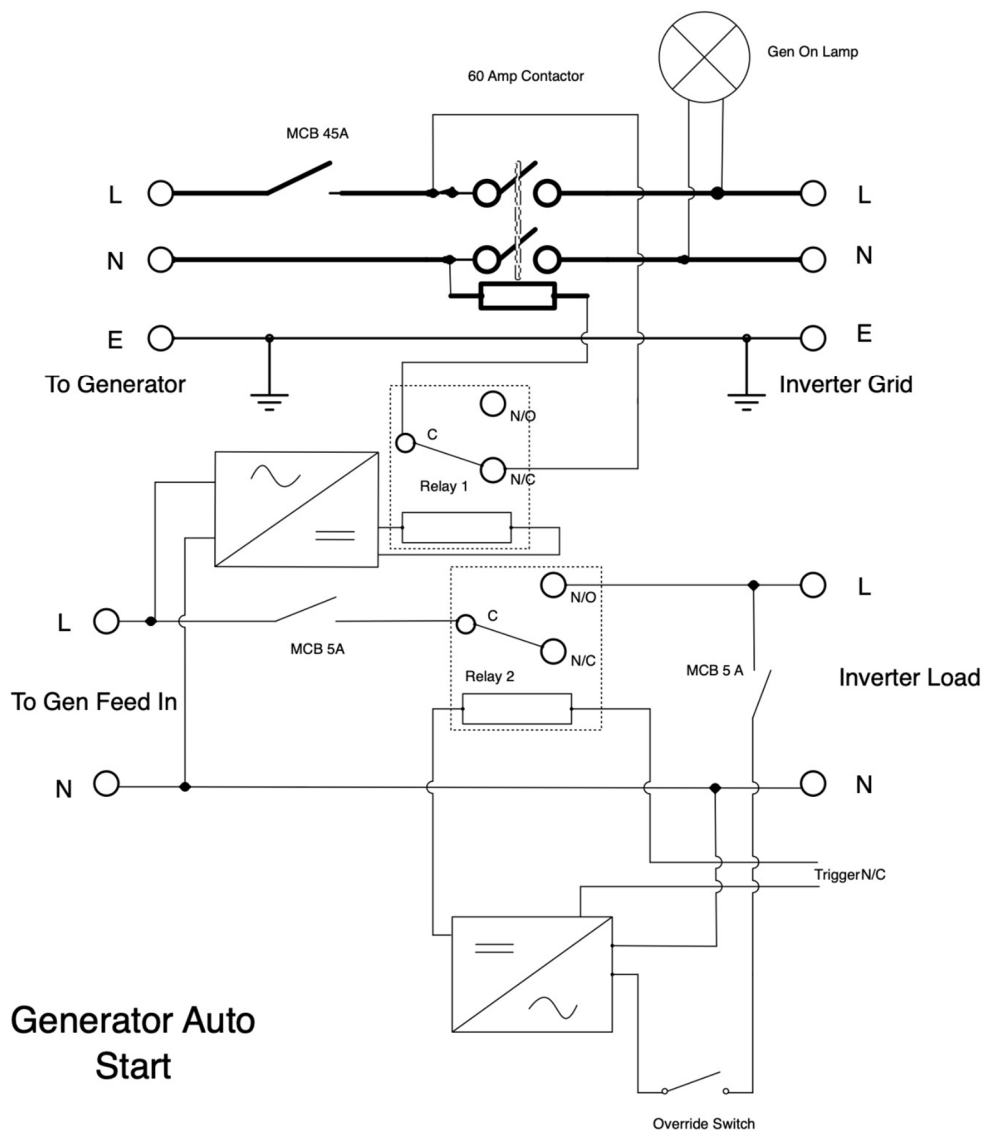 Gen On Lamp
60 Amp Contactor
MCB 45A
L
L
N
N
E
E
To Generator
Inverter Grid
N/O
C
N/C
Relay 1
N/O
L
C
L
MCB 5A
N/C
MCB 5 A
Relay 2
Inverter Load
To Gen Feed In
N
N
Trigger N/C
Generator Auto
Start
Override Switch